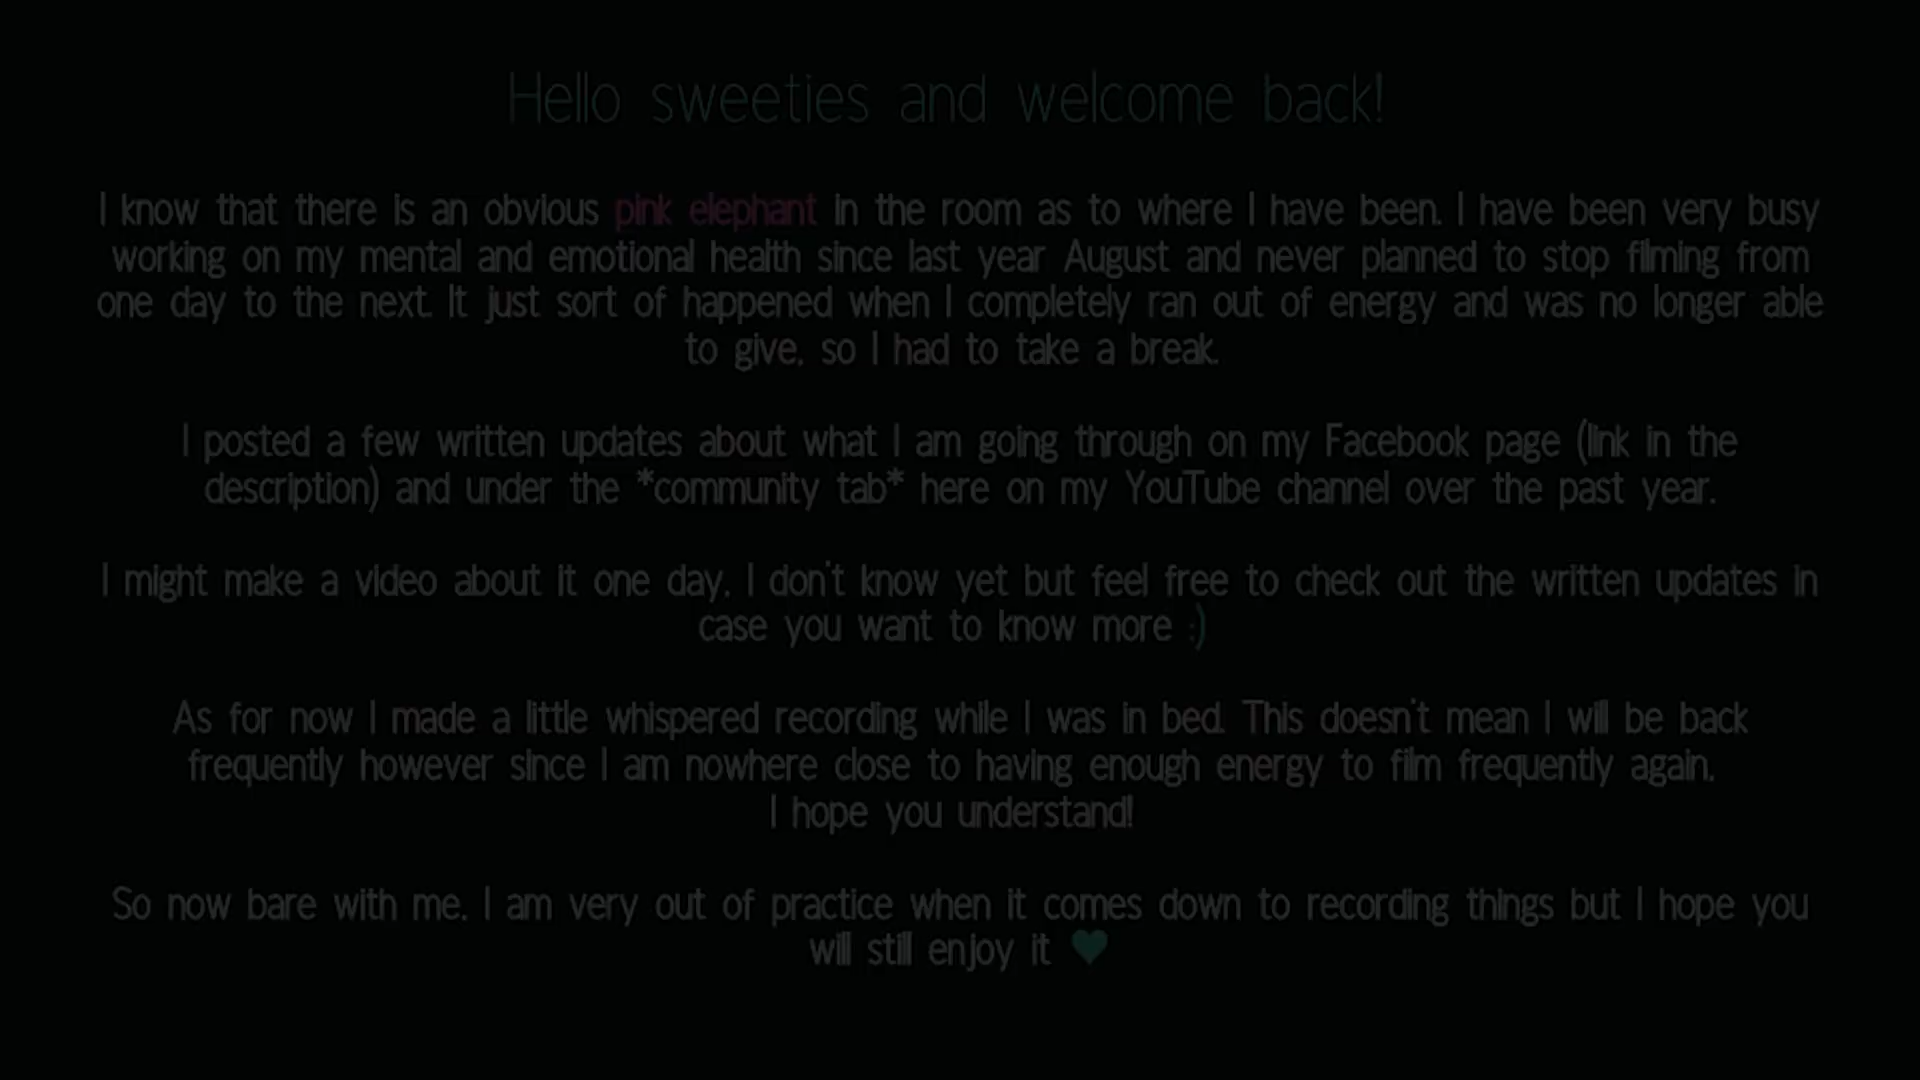 Hello sweeties and welcome back!
I know that there is an obvious pink elephant in the room as to where I have been. I have been very busy
working on my mental and emotional health since last year August and never planned to stop filming from
one day to the next. It just sort of happened when I completely ran out of energy and was no longer able
to give, so I had to take a break.
I posted a few written updates about what I am going through on my Facebook page (link in the
description) and under the *community tab* here on my YouTube channel over the past year.
I might make a video about it one day, I don't know yet but feel free to check out the written updates in
case you want to know more :)
As for now I made a little whispered recording while I was in bed. This doesn't mean I will be back
frequently however since I am nowhere close to having enough energy to film frequently again,
I hope you understand!
So now bare with me, I am very out of practice when it comes down to recording things but I hope you
will still enjoy it ♥